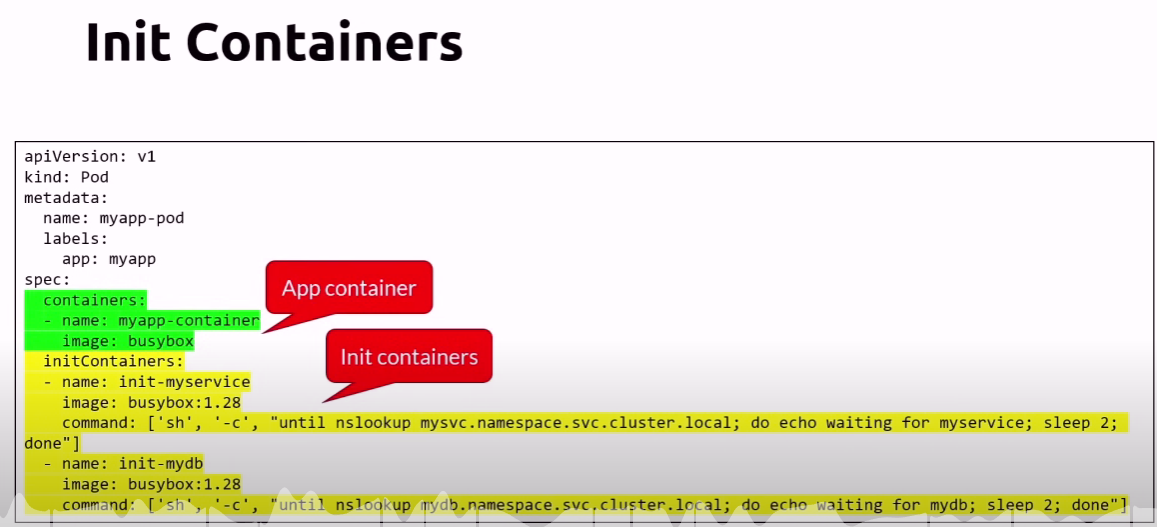 Init Containers
apiVersion: v1
kind: Pod
metadata:
  name: myapp-pod
  labels:
    app: myapp
spec:
  containers:
  - name: myapp-container
    image: busybox
App container
  initContainers:
  - name: init-myservice
    image: busybox:1.28
Init containers
    command: ['sh', '-c', "until nslookup mysvc.namespace.svc.cluster.local; do echo waiting for myservice; sleep 2;
done"]
  - name: init-mydb
    image: busybox:1.28
    command: ['sh', '-c', "until nslookup mydb.namespace.svc.cluster.local; do echo waiting for mydb; sleep 2; done"]